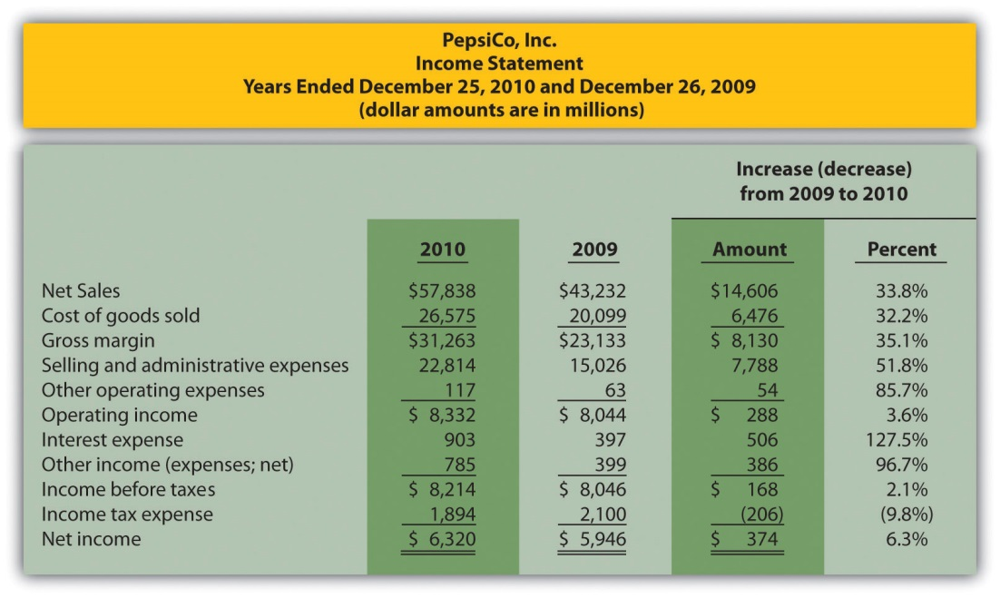 PepsiCo, Inc.
Income Statement
Years Ended December 25, 2010 and December 26, 2009
(dollar amounts are in millions)
Increase (decrease)
from 2009 to 2010
2010 2009 Amount Percent
Net Sales $57,838 $43,232 $14,606 33.8%
Cost of goods sold 26,575 20,099 6,476 32.2%
Gross margin $31,263 $23,133 $ 8,130 35.1%
Selling and administrative expenses 22,814 15,026 7,788 51.8%
Other operating expenses 117 63 54 85.7%
Operating income $ 8,332 $ 8,044 $ 288 3.6%
Interest expense 903 397 506 127.5%
Other income (expenses; net) 785 399 386 96.7%
Income before taxes $ 8,214 $ 8,046 $ 168 2.1%
Income tax expense 1,894 2,100 (206) (9.8%)
Net income $ 6,320 $ 5,946 $ 374 6.3%